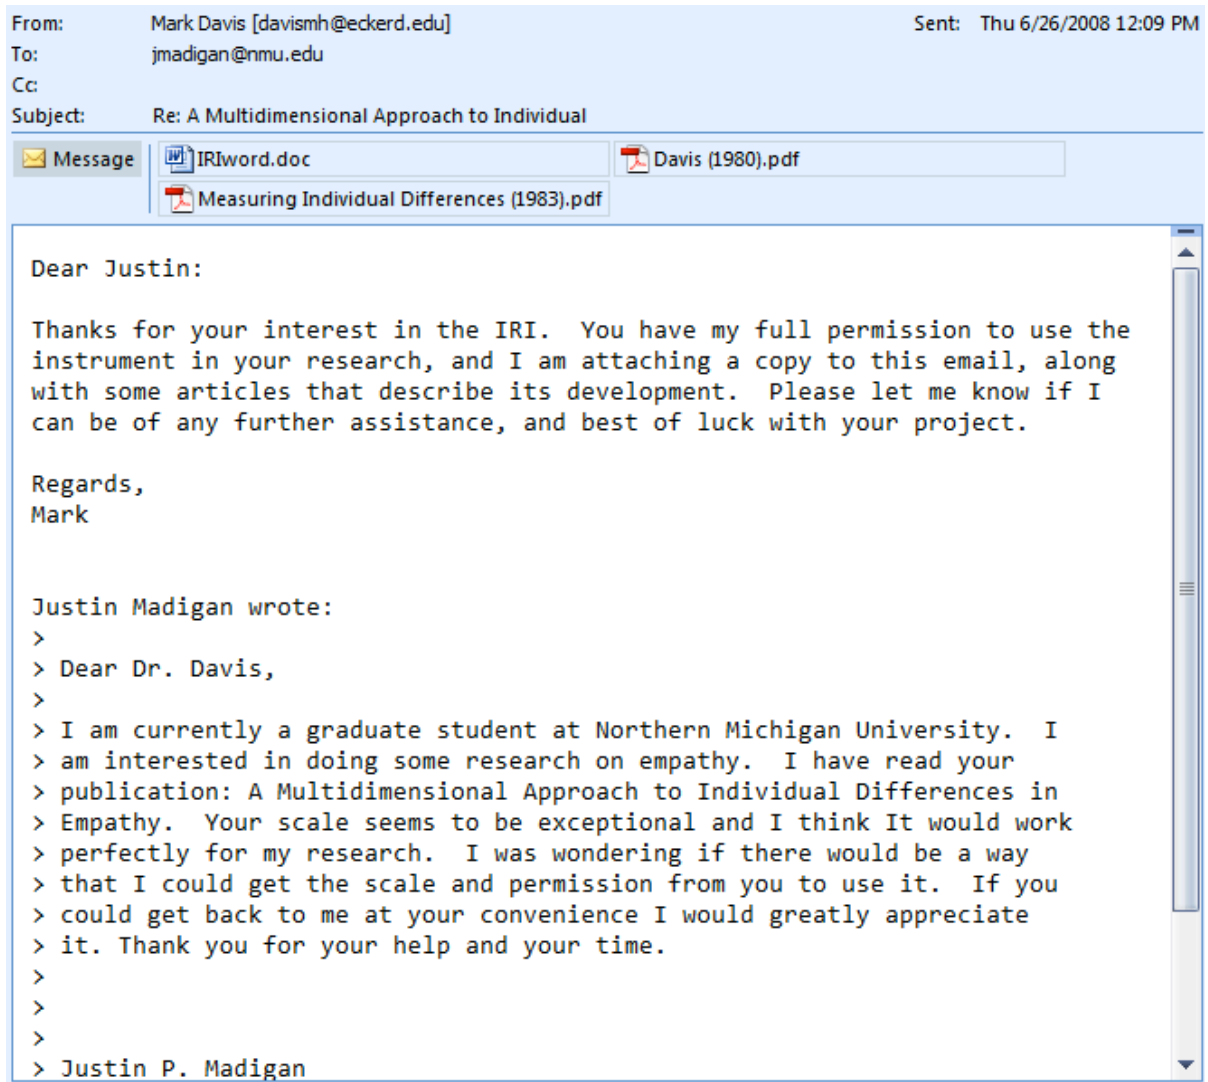 From: Mark Davis [davismh@eckerd.edu] Sent: Thu 6/26/2008 12:09 PM
To: jmadigan@nmu.edu
Cc:
Subject: Re: A Multidimensional Approach to Individual
Message IRIword.doc Davis (1980).pdf
Measuring Individual Differences (1983).pdf
Dear Justin:
Thanks for your interest in the IRI.  You have my full permission to use the
instrument in your research, and I am attaching a copy to this email, along
with some articles that describe its development.  Please let me know if I
can be of any further assistance, and best of luck with your project.
Regards,
Mark
Justin Madigan wrote:
>
> Dear Dr. Davis,
>
> I am currently a graduate student at Northern Michigan University.  I
> am interested in doing some research on empathy.  I have read your
> publication: A Multidimensional Approach to Individual Differences in
> Empathy.  Your scale seems to be exceptional and I think It would work
> perfectly for my research.  I was wondering if there would be a way
> that I could get the scale and permission from you to use it.  If you
> could get back to me at your convenience I would greatly appreciate
> it. Thank you for your help and your time.
>
>
>
> Justin P. Madigan